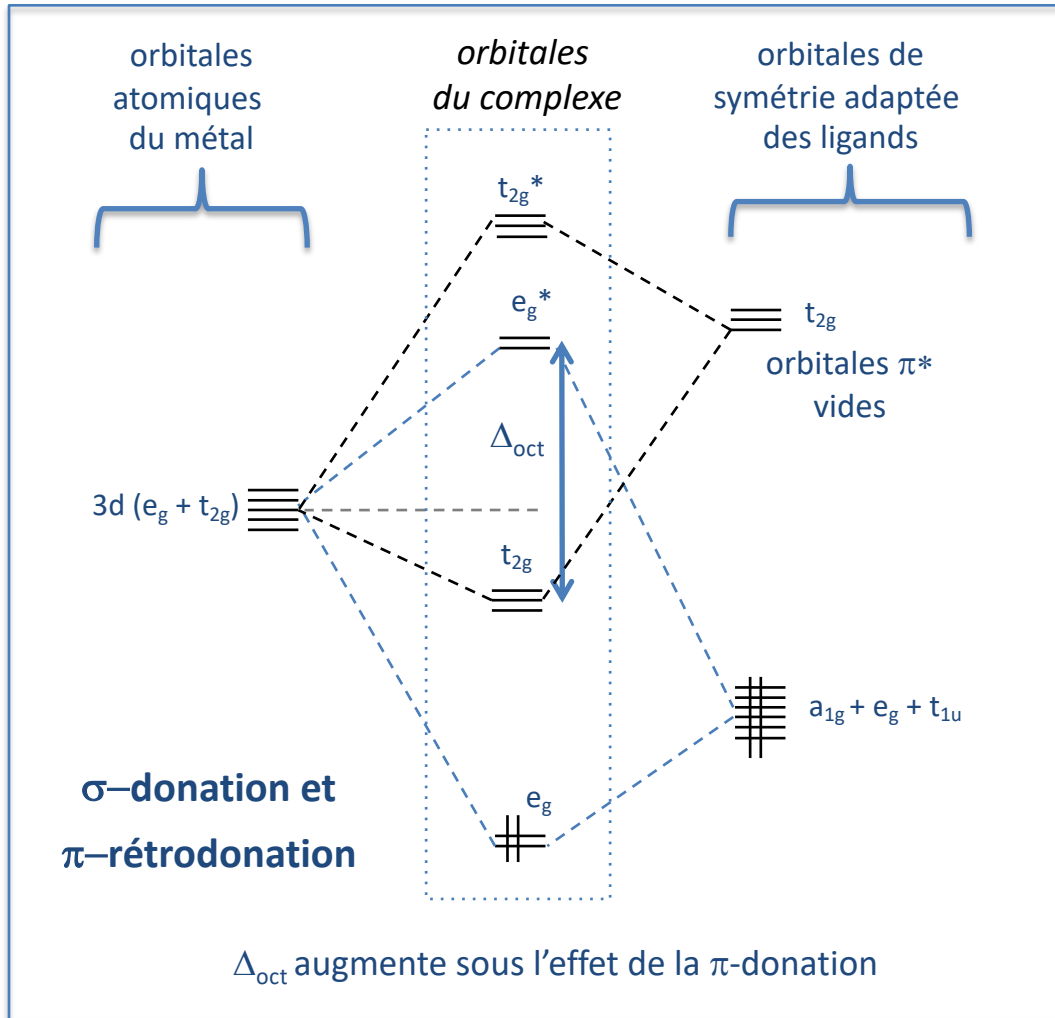 orbitales
atomiques
du métal
orbitales
du complexe
orbitales de
symétrie adaptée
des ligands
t2g*
eg*
t2g
orbitales π*
vides
Δoct
3d (eg + t2g)
t2g
a1g + eg + t1u
σ–donation et
π–rétrodonation
eg
Δoct augmente sous l'effet de la π-donation